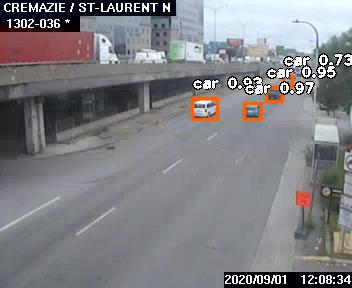 CREMAZIE / ST-LAURENT N
1302-036 *
car 0.73
car 0.95
car 0.93
car 0.97
2020/09/01 12:08:34